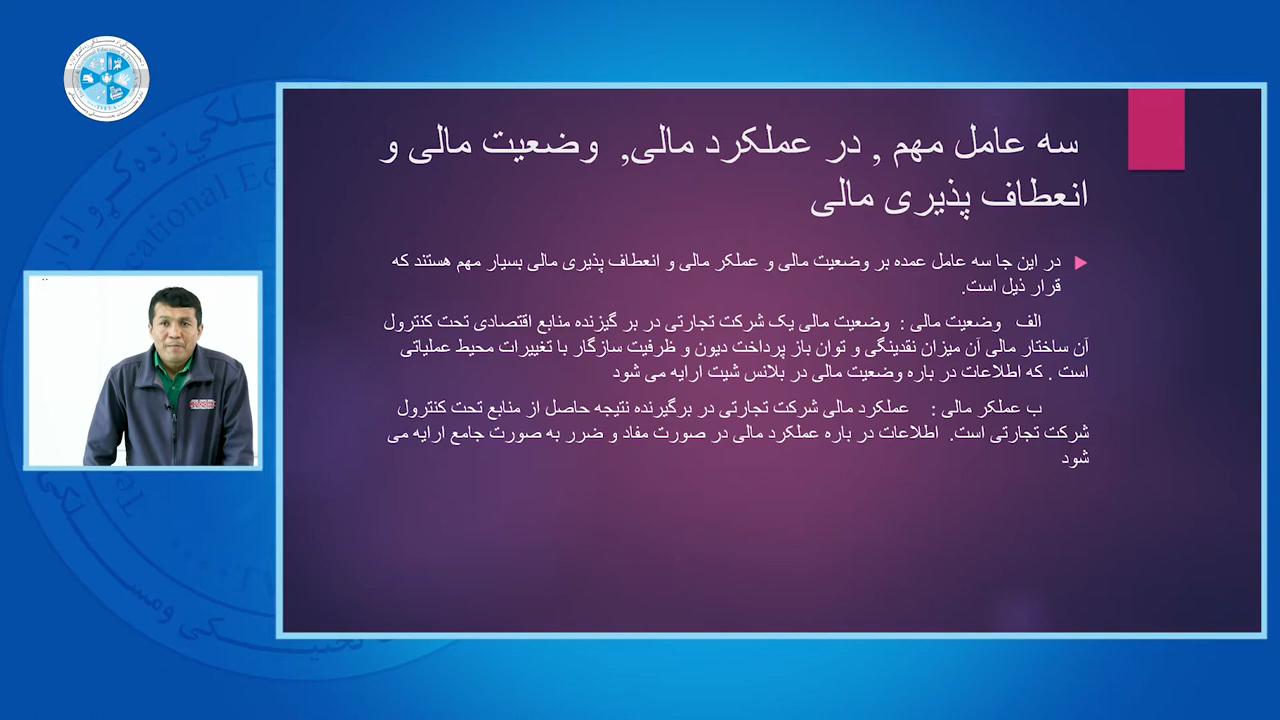 سه عامل مهم , در عملکرد مالی, وضعیت مالی و
انعطاف پذیری مالی
در این جا سه عامل عمده بر وضعیت مالی و عملکر مالی و انعطاف پذیری مالی بسیار مهم هستند که
قرار ذیل است.
الف وضعیت مالی : وضعیت مالی یک شرکت تجارتی در بر گیزنده منابع اقتصادی تحت کنترول
آن ساختار مالی آن میزان نقدینگی و توان باز پرداخت دیون و ظرفیت سازگار با تغییرات محیط عملیاتی
است . که اطلاعات در باره وضعیت مالی در بلانس شیت ارایه می شود
ب عملکر مالی : عملکرد مالی شرکت تجارتی در برگیرنده نتیجه حاصل از منابع تحت کنترول
شرکت تجارتی است. اطلاعات در باره عملکرد مالی در صورت مفاد و ضرر به صورت جامع ارایه می
شود